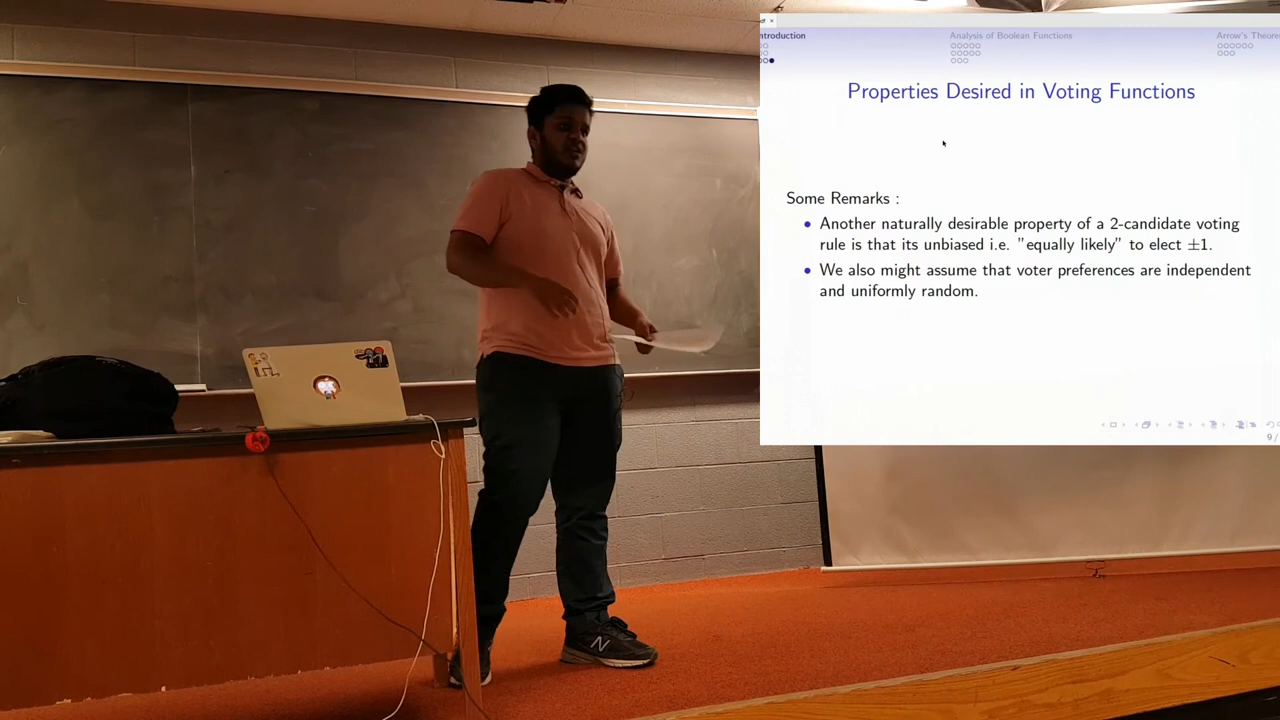 ntroduction
Analysis of Boolean Functions
Arrow's Theore
Properties Desired in Voting Functions
Some Remarks :
Another naturally desirable property of a 2-candidate voting
rule is that its unbiased i.e. "equally likely" to elect ±1.
We also might assume that voter preferences are independent
and uniformly random.
9 /
N